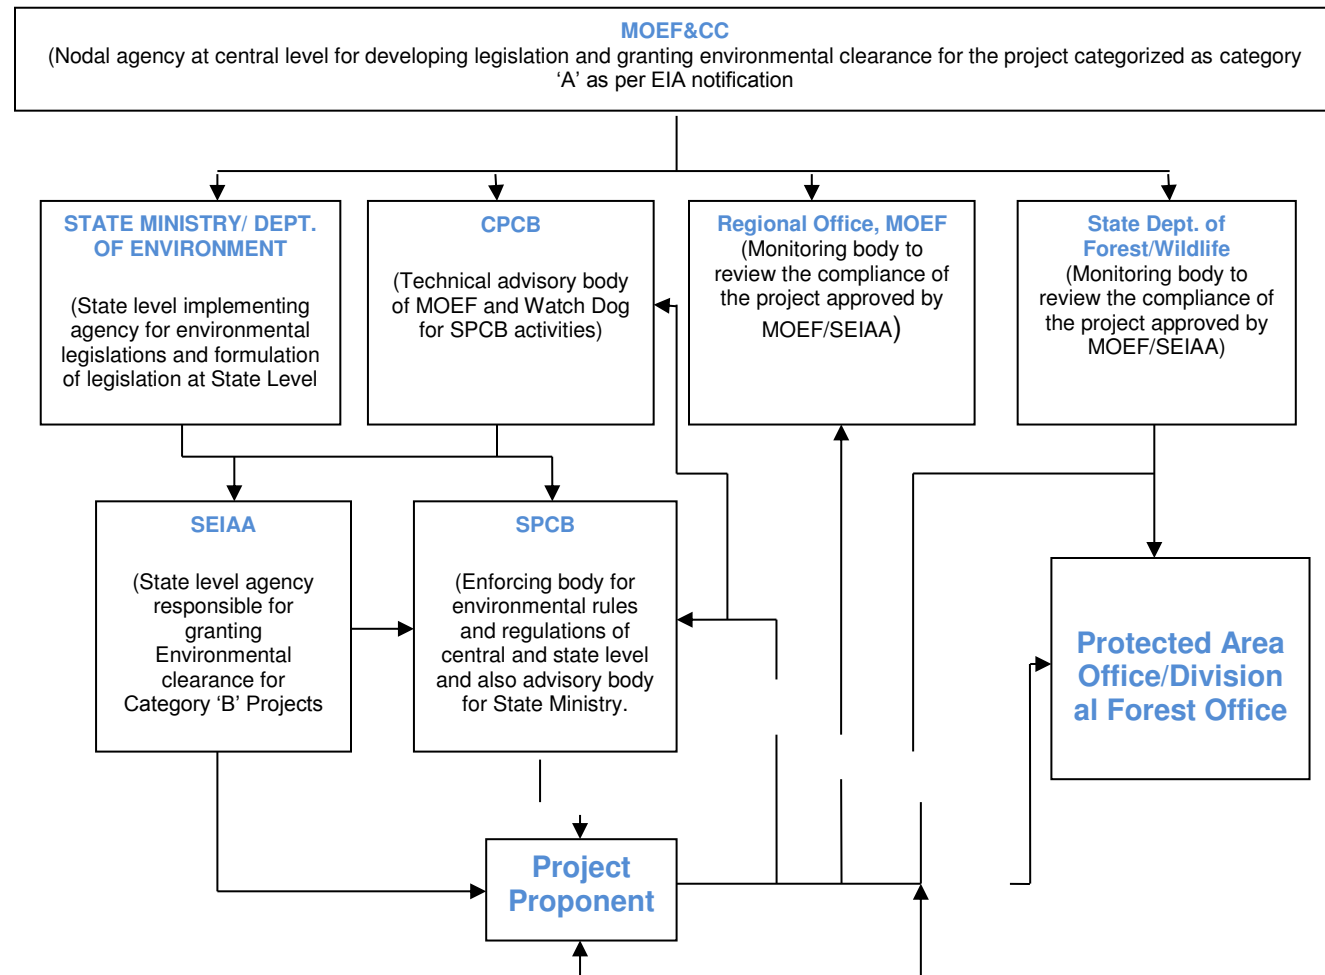 MOEF&CC
(Nodal agency at central level for developing legislation and granting environmental clearance for the project categorized as category
‘A’ as per EIA notification
STATE MINISTRY/ DEPT.
OF ENVIRONMENT
(State level implementing
agency for environmental
legislations and formulation
of legislation at State Level
CPCB
(Technical advisory body
of MOEF and Watch Dog
for SPCB activities)
Regional Office, MOEF
(Monitoring body to
review the compliance of
the project approved by
MOEF/SEIAA)
State Dept. of
Forest/Wildlife
(Monitoring body to
review the compliance of
the project approved by
MOEF/SEIAA)
SEIAA
(State level agency
responsible for
granting
Environmental
clearance for
Category ‘B’ Projects
SPCB
(Enforcing body for
environmental rules
and regulations of
central and state level
and also advisory body
for State Ministry.
Protected Area
Office/Division
al Forest Office
Project
Proponent